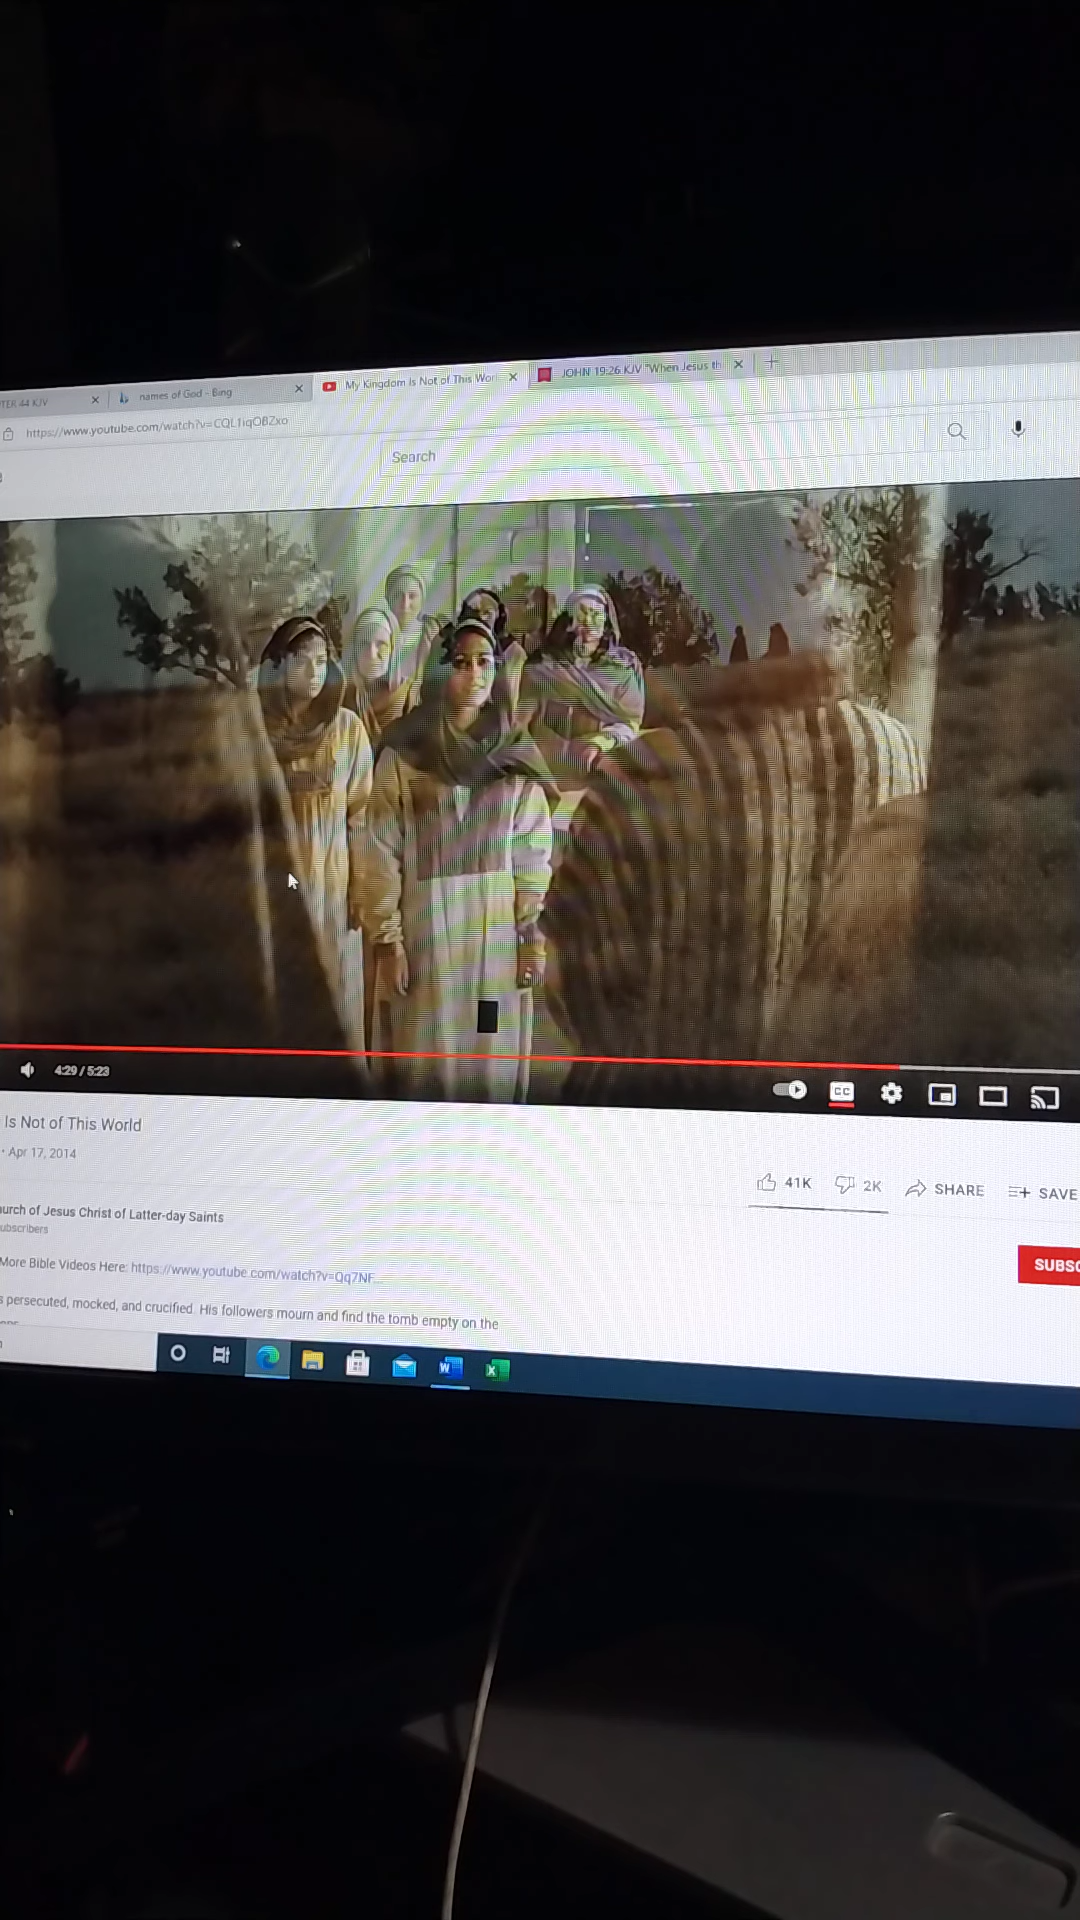 TER 44 KJV
names of God - Bing
My Kingdom Is Not of This Wor
JOHN 19:26 KJV "When Jesus th
https://www.youtube.com/watch?v=CQL1iqOBZxo
Search
4:29 / 5:23
CC
Is Not of This World
· Apr 17, 2014
41K
2K
SHARE
SAVE
urch of Jesus Christ of Latter-day Saints
ubscribers
SUBSC
More Bible Videos Here: https://www.youtube.com/watch?v=Qq7NF...
s persecuted, mocked, and crucified. His followers mourn and find the tomb empty on the
W
X